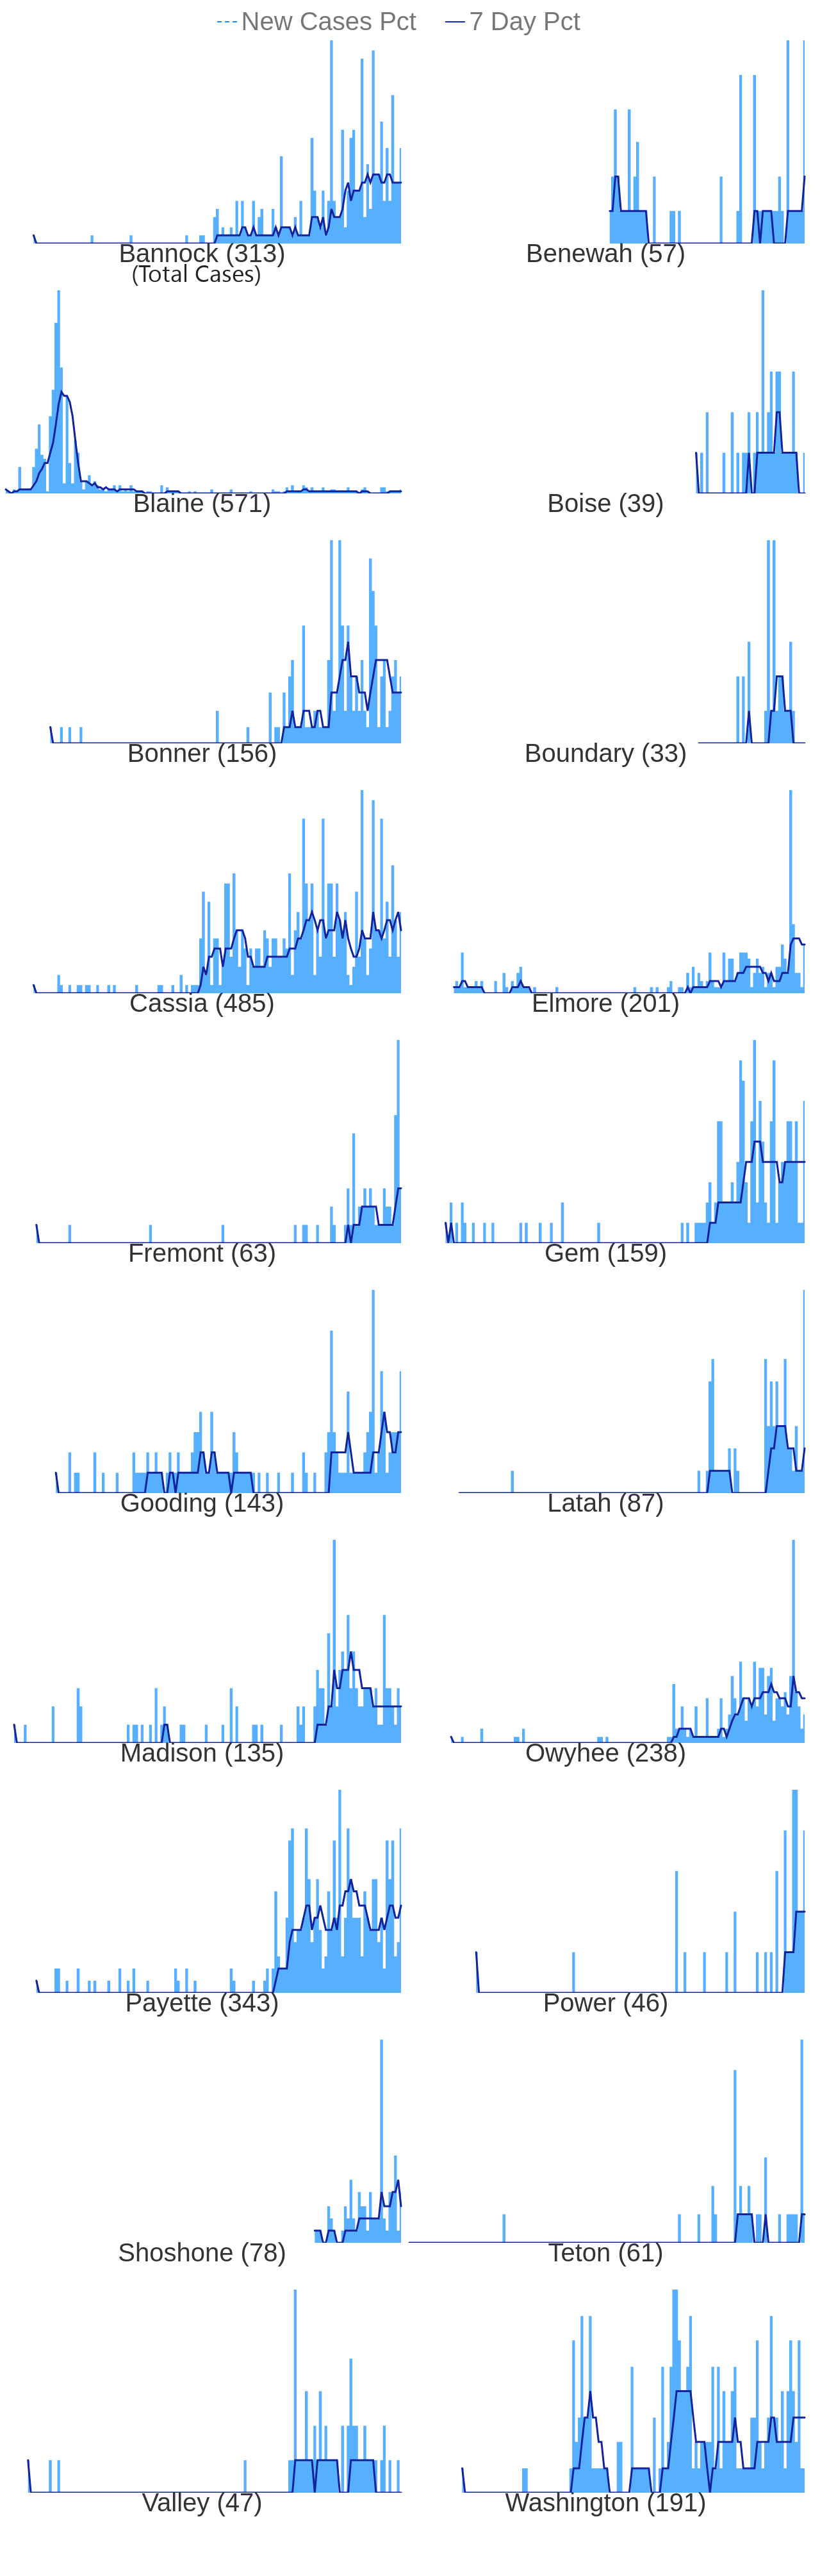 New Cases Pct 7 Day Pct
Bannock (313) Benewah (57)
(Total Cases)
Blaine (571) Boise (39)
Bonner (156) Boundary (33)
Cassia (485) Elmore (201)
Fremont (63) Gem (159)
Gooding (143) Latah (87)
Madison (135) Owyhee (238)
Payette (343) Power (46)
Shoshone (78) Teton (61)
Valley (47) Washington (191)